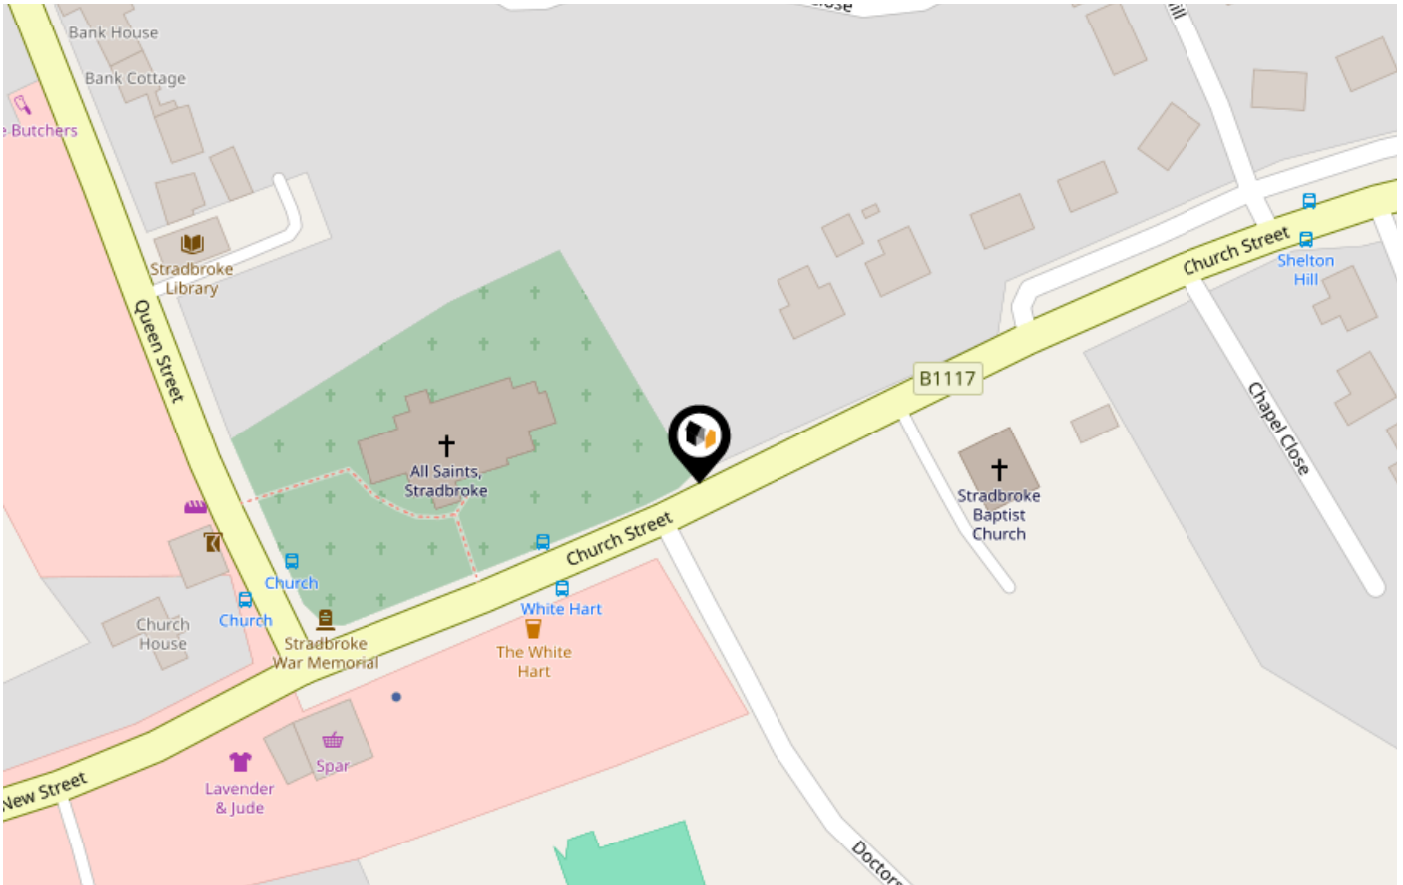 Close
Bank House
Bank Cottage
Butchers
Stradbroke
Library
Queen Street
Church Street
Shelton
Hill
B1117
Chapel Close
All Saints,
Stradbroke
Stradbroke
Baptist
Church
Church Street
Church
Church
White Hart
Church
House
Stradbroke
War Memorial
The White
Hart
Spar
Lavender
& Jude
New Street
Doctors